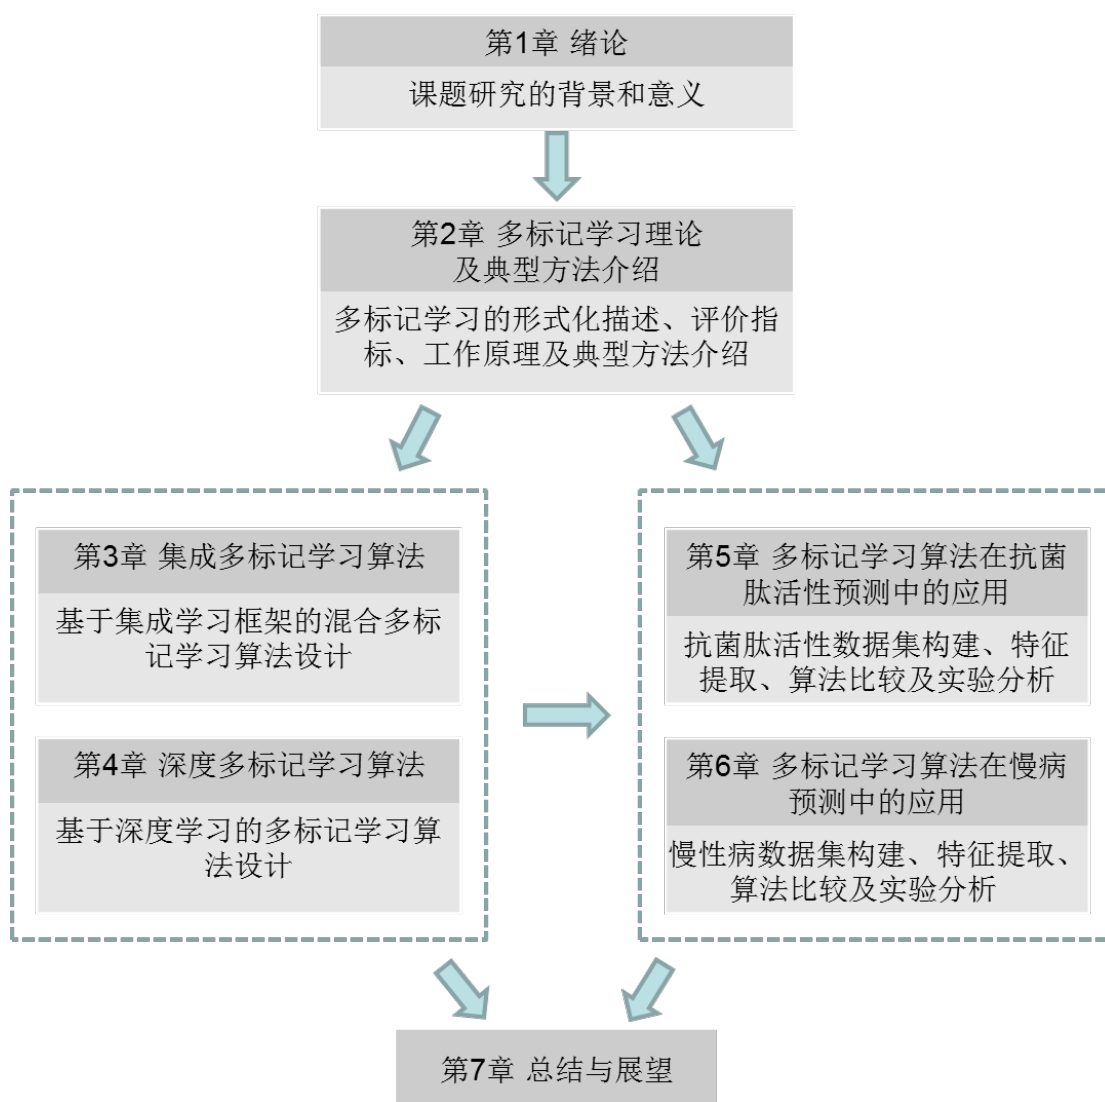 第1章 绪论
课题研究的背景和意义
第2章 多标记学习理论
及典型方法介绍
多标记学习的形式化描述、评价指
标、工作原理及典型方法介绍
第3章 集成多标记学习算法
基于集成学习框架的混合多标
记学习算法设计
第4章 深度多标记学习算法
基于深度学习的多标记学习算
法设计
第5章 多标记学习算法在抗菌
肽活性预测中的应用
抗菌肽活性数据集构建、特征
提取、算法比较及实验分析
第6章 多标记学习算法在慢病
预测中的应用
慢性病数据集构建、特征提取、
算法比较及实验分析
第7章 总结与展望